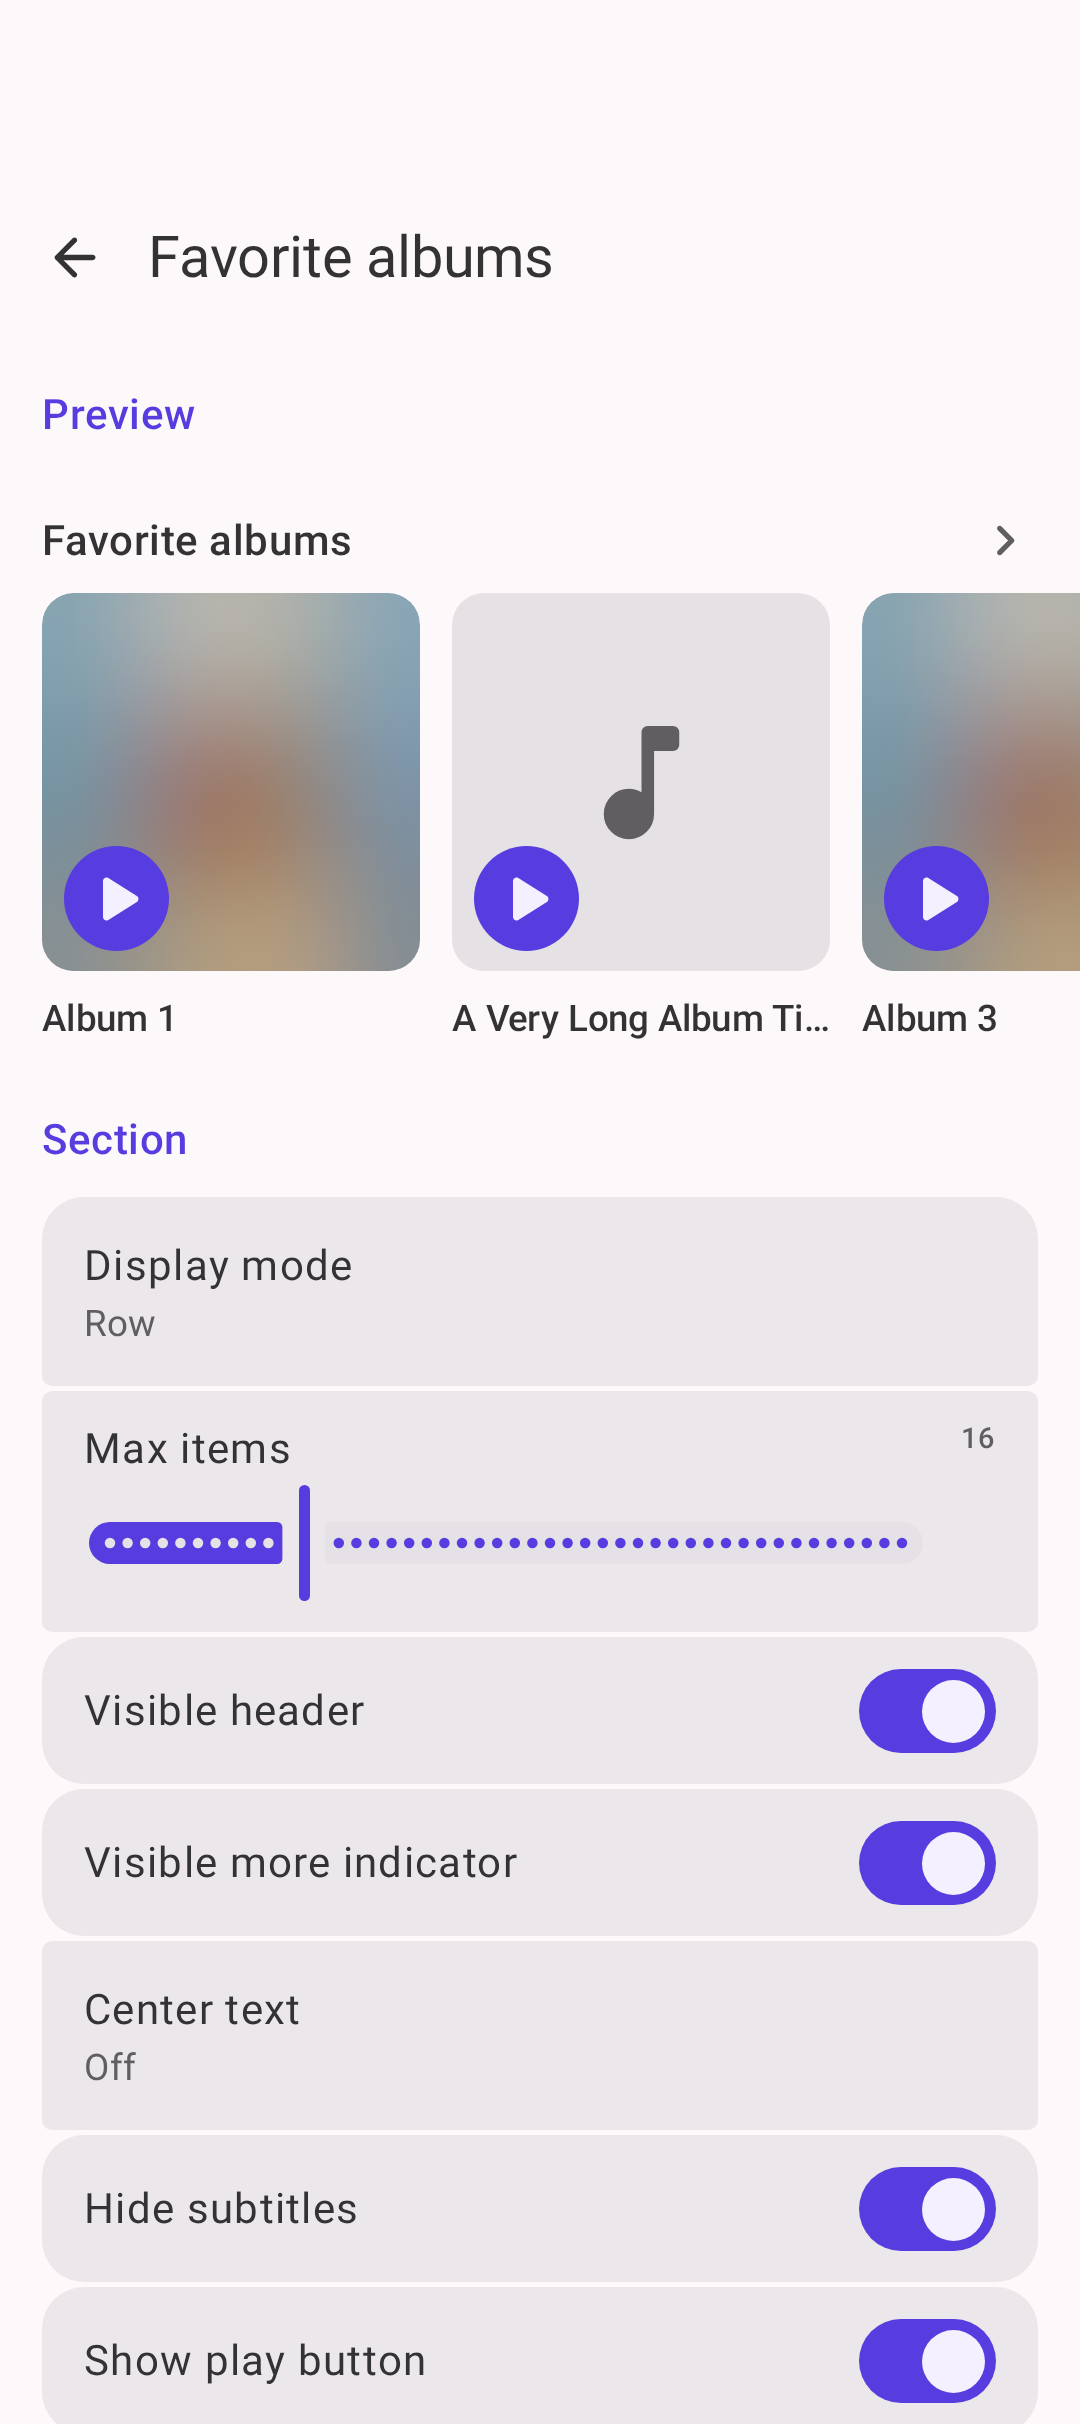 Favorite albums
Preview
Favorite albums
Album 1
A Very Long Album Ti...
Album 3
Section
Display mode
Row
Max items
16
Visible header
Visible more indicator
Center text
Off
Hide subtitles
Show play button